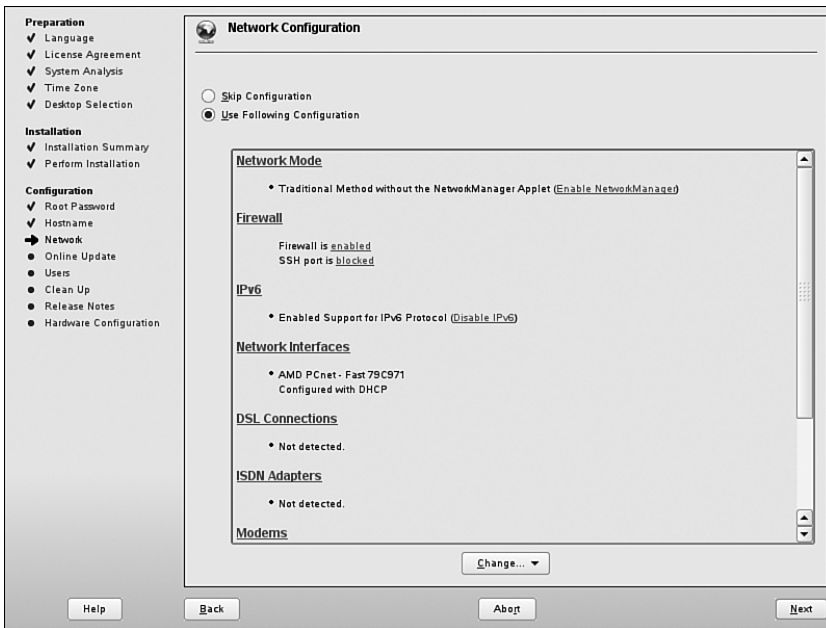 Preparation
Language
License Agreement
System Analysis
Time Zone
Desktop Selection
Installation
Installation Summary
Perform Installation
Configuration
Root Password
Hostname
Network
Online Update
Users
Clean Up
Release Notes
Hardware Configuration
Network Configuration
Skip Configuration
Use Following Configuration
Network Mode
• Traditional Method without the NetworkManager Applet (Enable NetworkManager)
Firewall
Firewall is enabled
SSH port is blocked
IPv6
• Enabled Support for IPv6 Protocol (Disable IPv6)
Network Interfaces
• AMD PCnet - Fast 79C971
Configured with DHCP
DSL Connections
• Not detected.
ISDN Adapters
• Not detected.
Modems
Change...
Help
Back
Abort
Next